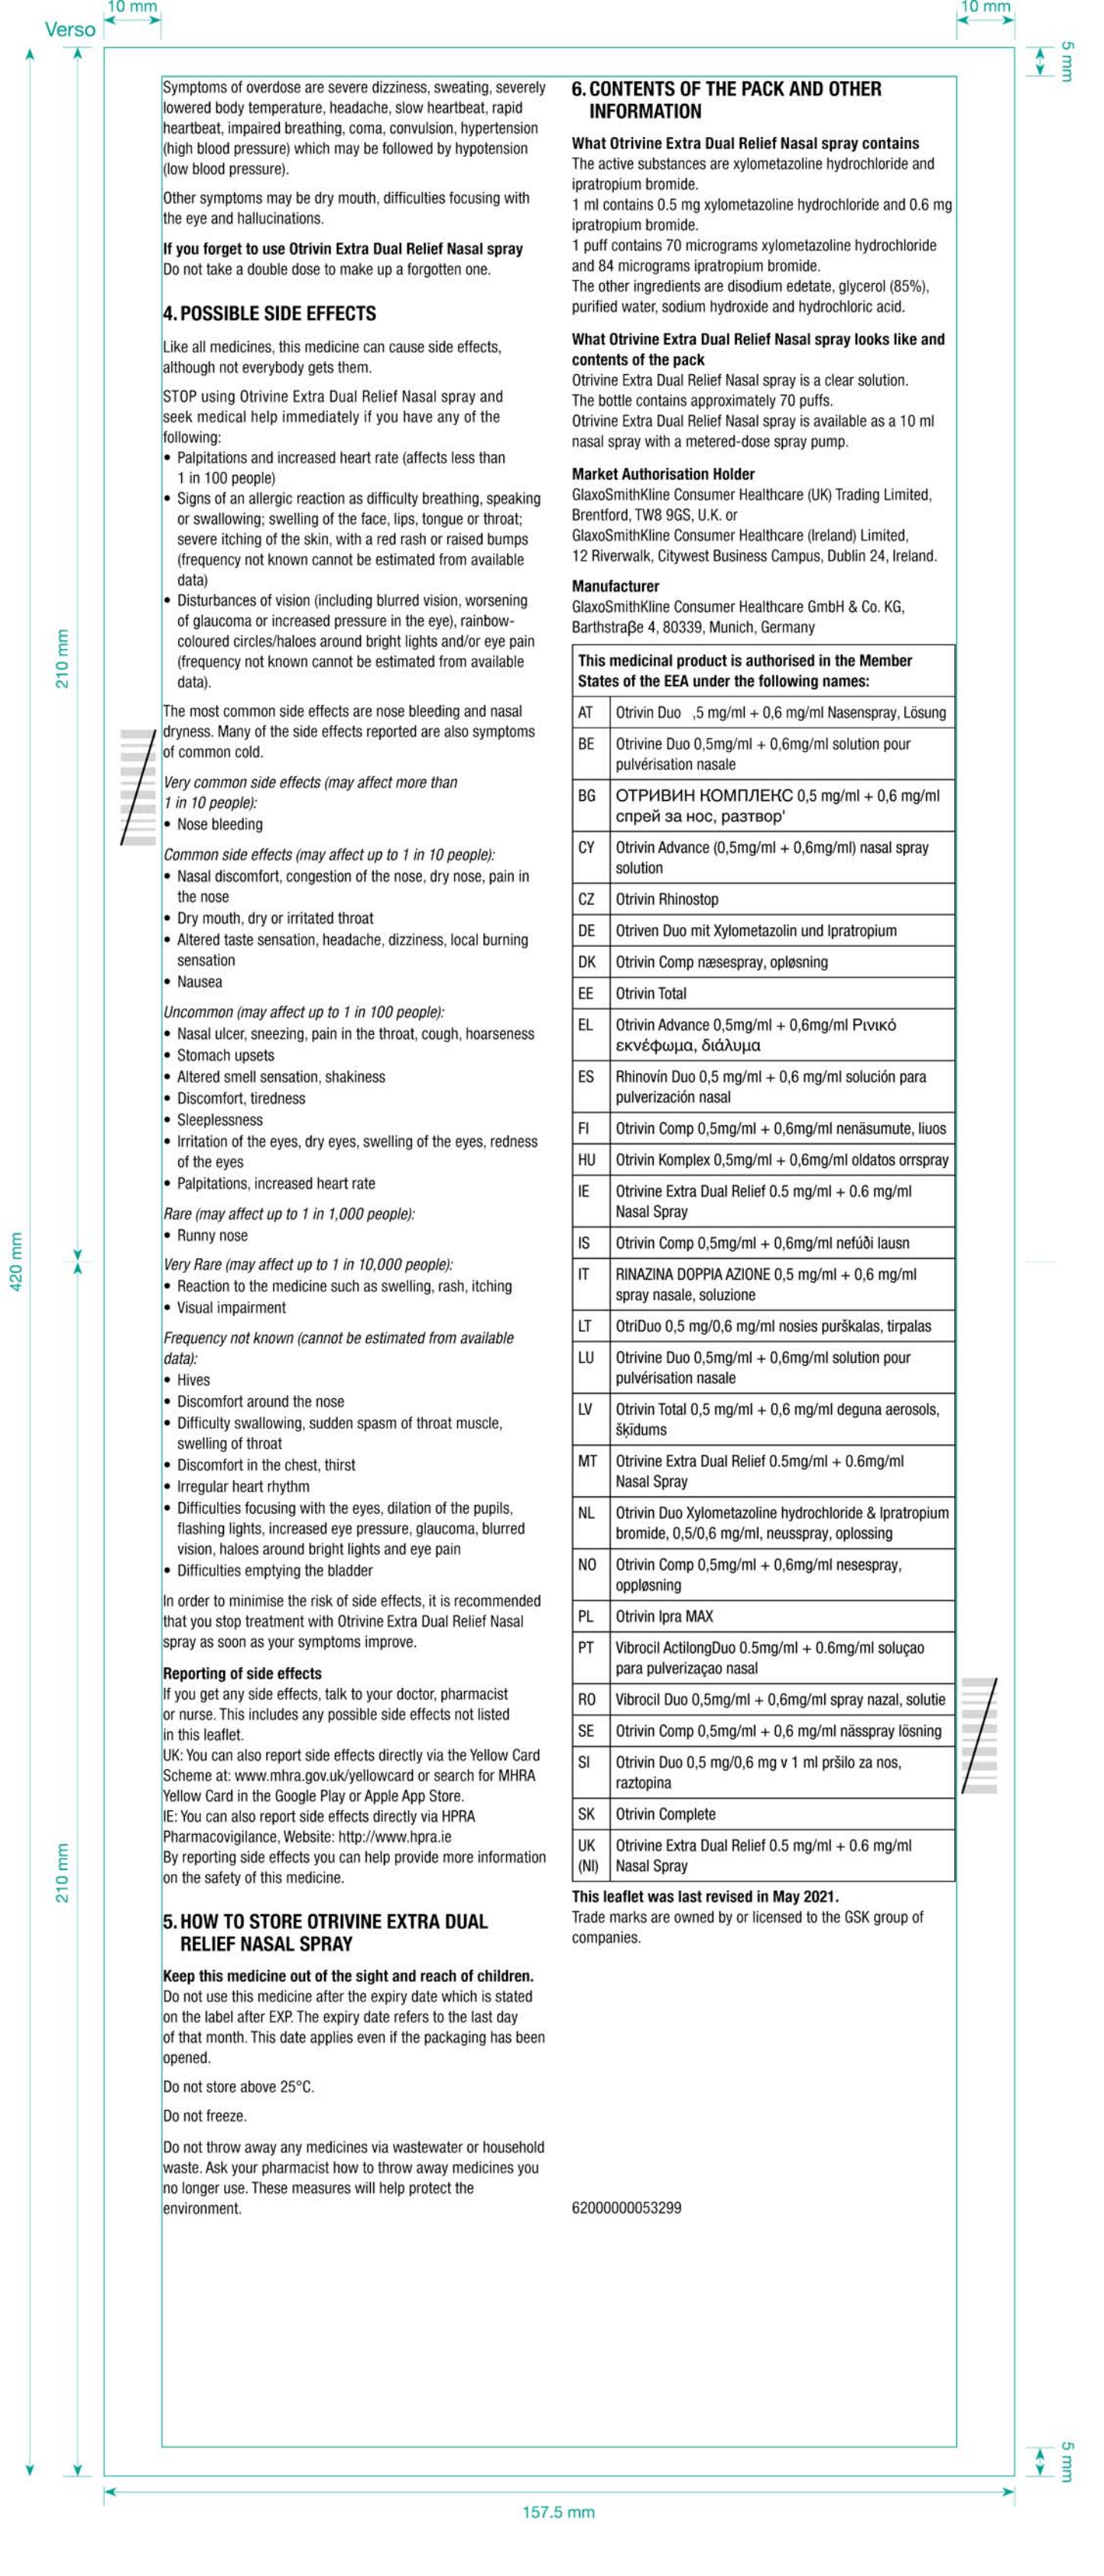 10 mm
10 mm
Verso
5 mm
Symptoms of overdose are severe dizziness, sweating, severely
lowered body temperature, headache, slow heartbeat, rapid
heartbeat, impaired breathing, coma, convulsion, hypertension
(high blood pressure) which may be followed by hypotension
(low blood pressure).
Other symptoms may be dry mouth, difficulties focusing with
the eye and hallucinations.
If you forget to use Otrivin Extra Dual Relief Nasal spray
Do not take a double dose to make up a forgotten one.
4. POSSIBLE SIDE EFFECTS
Like all medicines, this medicine can cause side effects,
although not everybody gets them.
STOP using Otrivine Extra Dual Relief Nasal spray and
seek medical help immediately if you have any of the
following:
• Palpitations and increased heart rate (affects less than
1 in 100 people)
• Signs of an allergic reaction as difficulty breathing, speaking
or swallowing; swelling of the face, lips, tongue or throat;
severe itching of the skin, with a red rash or raised bumps
(frequency not known cannot be estimated from available
data)
• Disturbances of vision (including blurred vision, worsening
of glaucoma or increased pressure in the eye), rainbow-
coloured circles/haloes around bright lights and/or eye pain
(frequency not known cannot be estimated from available
data).
The most common side effects are nose bleeding and nasal
dryness. Many of the side effects reported are also symptoms
of common cold.
Very common side effects (may affect more than
1 in 10 people):
• Nose bleeding
Common side effects (may affect up to 1 in 10 people):
• Nasal discomfort, congestion of the nose, dry nose, pain in
the nose
• Dry mouth, dry or irritated throat
• Altered taste sensation, headache, dizziness, local burning
sensation
• Nausea
Uncommon (may affect up to 1 in 100 people):
• Nasal ulcer, sneezing, pain in the throat, cough, hoarseness
• Stomach upsets
• Altered smell sensation, shakiness
• Discomfort, tiredness
• Sleeplessness
• Irritation of the eyes, dry eyes, swelling of the eyes, redness
of the eyes
• Palpitations, increased heart rate
Rare (may affect up to 1 in 1,000 people):
• Runny nose
Very Rare (may affect up to 1 in 10,000 people):
• Reaction to the medicine such as swelling, rash, itching
• Visual impairment
Frequency not known (cannot be estimated from available
data):
• Hives
• Discomfort around the nose
• Difficulty swallowing, sudden spasm of throat muscle,
swelling of throat
• Discomfort in the chest, thirst
• Irregular heart rhythm
• Difficulties focusing with the eyes, dilation of the pupils,
flashing lights, increased eye pressure, glaucoma, blurred
vision, haloes around bright lights and eye pain
• Difficulties emptying the bladder
In order to minimise the risk of side effects, it is recommended
that you stop treatment with Otrivine Extra Dual Relief Nasal
spray as soon as your symptoms improve.
Reporting of side effects
If you get any side effects, talk to your doctor, pharmacist
or nurse. This includes any possible side effects not listed
in this leaflet.
UK: You can also report side effects directly via the Yellow Card
Scheme at: www.mhra.gov.uk/yellowcard or search for MHRA
Yellow Card in the Google Play or Apple App Store.
IE: You can also report side effects directly via HPRA
Pharmacovigilance, Website: http://www.hpra.ie
By reporting side effects you can help provide more information
on the safety of this medicine.
5. HOW TO STORE OTRIVINE EXTRA DUAL
RELIEF NASAL SPRAY
Keep this medicine out of the sight and reach of children.
Do not use this medicine after the expiry date which is stated
on the label after EXP. The expiry date refers to the last day
of that month. This date applies even if the packaging has been
opened.
Do not store above 25°C.
Do not freeze.
Do not throw away any medicines via wastewater or household
waste. Ask your pharmacist how to throw away medicines you
no longer use. These measures will help protect the
environment.
6. CONTENTS OF THE PACK AND OTHER
INFORMATION
What Otrivine Extra Dual Relief Nasal spray contains
The active substances are xylometazoline hydrochloride and
ipratropium bromide.
1 ml contains 0.5 mg xylometazoline hydrochloride and 0.6 mg
ipratropium bromide.
1 puff contains 70 micrograms xylometazoline hydrochloride
and 84 micrograms ipratropium bromide.
The other ingredients are disodium edetate, glycerol (85%),
purified water, sodium hydroxide and hydrochloric acid.
What Otrivine Extra Dual Relief Nasal spray looks like and
contents of the pack
Otrivine Extra Dual Relief Nasal spray is a clear solution.
The bottle contains approximately 70 puffs.
Otrivine Extra Dual Relief Nasal spray is available as a 10 ml
nasal spray with a metered-dose spray pump.
Market Authorisation Holder
GlaxoSmithKline Consumer Healthcare (UK) Trading Limited,
Brentford, TW8 9GS, U.K. or
GlaxoSmithKline Consumer Healthcare (Ireland) Limited,
12 Riverwalk, Citywest Business Campus, Dublin 24, Ireland.
Manufacturer
GlaxoSmithKline Consumer Healthcare GmbH & Co. KG,
Barthstraβe 4, 80339, Munich, Germany
This medicinal product is authorised in the Member
States of the EEA under the following names:
AT Otrivin Duo ,5 mg/ml + 0,6 mg/ml Nasenspray, Lösung
BE Otrivine Duo 0,5mg/ml + 0,6mg/ml solution pour
pulvérisation nasale
BG ОТРИВИН КОМПЛЕКС 0,5 mg/ml + 0,6 mg/ml
спрей за нос, разтвор'
CY Otrivin Advance (0,5mg/ml + 0,6mg/ml) nasal spray
solution
CZ Otrivin Rhinostop
DE Otriven Duo mit Xylometazolin und Ipratropium
DK Otrivin Comp næsespray, opløsning
EE Otrivin Total
EL Otrivin Advance 0,5mg/ml + 0,6mg/ml Ρινικό
εκνέφωμα, διάλυμα
ES Rhinovín Duo 0,5 mg/ml + 0,6 mg/ml solución para
pulverización nasal
FI Otrivin Comp 0,5mg/ml + 0,6mg/ml nenäsumute, liuos
HU Otrivin Komplex 0,5mg/ml + 0,6mg/ml oldatos orrspray
IE Otrivine Extra Dual Relief 0.5 mg/ml + 0.6 mg/ml
Nasal Spray
IS Otrivin Comp 0,5mg/ml + 0,6mg/ml nefúði lausn
IT RINAZINA DOPPIA AZIONE 0,5 mg/ml + 0,6 mg/ml
spray nasale, soluzione
LT OtriDuo 0,5 mg/0,6 mg/ml nosies purškalas, tirpalas
LU Otrivine Duo 0,5mg/ml + 0,6mg/ml solution pour
pulvérisation nasale
LV Otrivin Total 0,5 mg/ml + 0,6 mg/ml deguna aerosols,
šķīdums
MT Otrivine Extra Dual Relief 0.5mg/ml + 0.6mg/ml
Nasal Spray
NL Otrivin Duo Xylometazoline hydrochloride & Ipratropium
bromide, 0,5/0,6 mg/ml, neusspray, oplossing
NO Otrivin Comp 0,5mg/ml + 0,6mg/ml nesespray,
oppløsning
PL Otrivin Ipra MAX
PT Vibrocil ActilongDuo 0.5mg/ml + 0.6mg/ml soluçao
para pulverizaçao nasal
RO Vibrocil Duo 0,5mg/ml + 0,6mg/ml spray nazal, solutie
SE Otrivin Comp 0,5mg/ml + 0,6 mg/ml nässpray lösning
SI Otrivin Duo 0,5 mg/0,6 mg v 1 ml pršilo za nos,
raztopina
SK Otrivin Complete
UK Otrivine Extra Dual Relief 0.5 mg/ml + 0.6 mg/ml
(NI) Nasal Spray
This leaflet was last revised in May 2021.
Trade marks are owned by or licensed to the GSK group of
companies.
62000000053299
210 mm
420 mm
210 mm
5 mm
157.5 mm